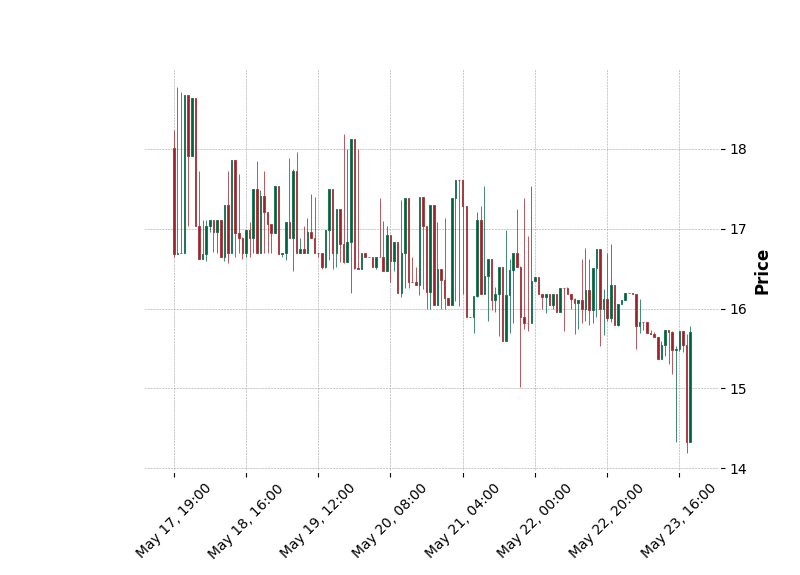 18
17
16
15
14
Price
May 17, 19:00
May 18, 16:00
May 19, 12:00
May 20, 08:00
May 21, 04:00
May 22, 00:00
May 22, 20:00
May 23, 16:00